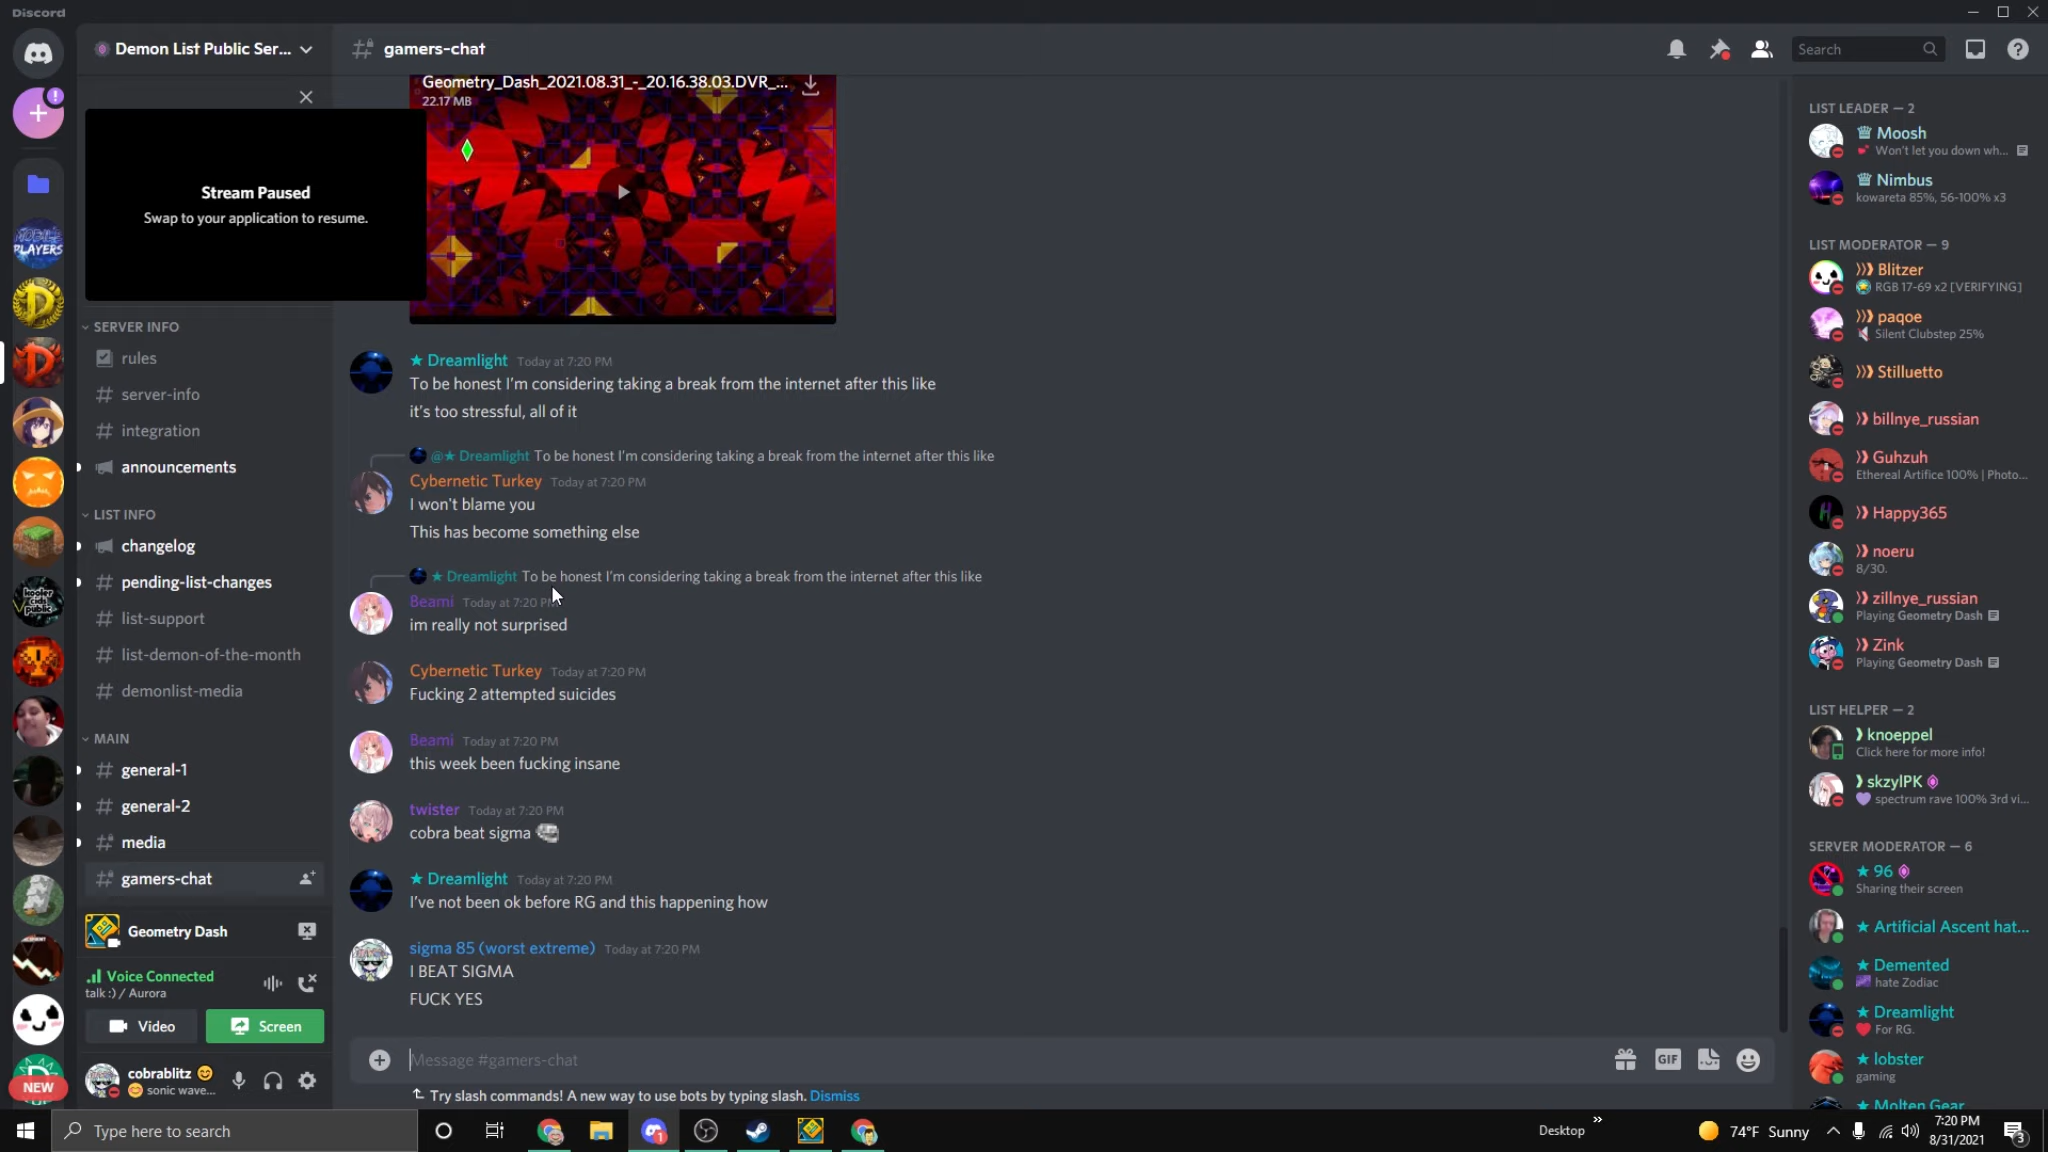 Discord
Demon List Public Ser...
gamers-chat
Search
Stream Paused
Swap to your application to resume.
SERVER INFO
rules
server-info
integration
announcements
LIST INFO
changelog
pending-list-changes
list-support
list-demon-of-the-month
demonlist-media
MAIN
general-1
general-2
media
gamers-chat
Geometry Dash
Voice Connected
talk :) / Aurora
Video
Screen
cobrablitz
sonic wave...
NEW
MOBILE
PLAYERS
Geometry_Dash_2021.08.31_-_20.16.38.03.DVR_...
22.17 MB
★ Dreamlight Today at 7:20 PM
To be honest I'm considering taking a break from the internet after this like
it's too stressful, all of it
@★ Dreamlight To be honest I'm considering taking a break from the internet after this like
Cybernetic Turkey Today at 7:20 PM
I won't blame you
This has become something else
★ Dreamlight To be honest I'm considering taking a break from the internet after this like
Beami Today at 7:20 PM
im really not surprised
Cybernetic Turkey Today at 7:20 PM
Fucking 2 attempted suicides
Beami Today at 7:20 PM
this week been fucking insane
twister Today at 7:20 PM
cobra beat sigma
★ Dreamlight Today at 7:20 PM
I've not been ok before RG and this happening how
sigma 85 (worst extreme) Today at 7:20 PM
I BEAT SIGMA
FUCK YES
Message #gamers-chat
GIF
Try slash commands! A new way to use bots by typing slash. Dismiss
LIST LEADER — 2
Moosh
Won't let you down wh...
Nimbus
kowareta 85%, 56-100% x3
LIST MODERATOR — 9
⟫⟩ Blitzer
RGB 17-69 x2 [VERIFYING]
⟫⟩ paqoe
Silent Clubstep 25%
⟫⟩ Stilluetto
⟫ billnye_russian
⟫ Guhzuh
Ethereal Artifice 100% | Photo...
⟫ Happy365
⟫ noeru
8/30.
⟫ zillnye_russian
Playing Geometry Dash
⟫ Zink
Playing Geometry Dash
LIST HELPER — 2
⟩ knoeppel
Click here for more info!
⟩ skzylPK
spectrum rave 100% 3rd vi...
SERVER MODERATOR — 6
★ 96
Sharing their screen
★ Artificial Ascent hat...
★ Demented
hate Zodiac
★ Dreamlight
For RG.
★ lobster
gaming
★ Molten Gear
Type here to search
Desktop
74°F Sunny
7:20 PM
8/31/2021
3